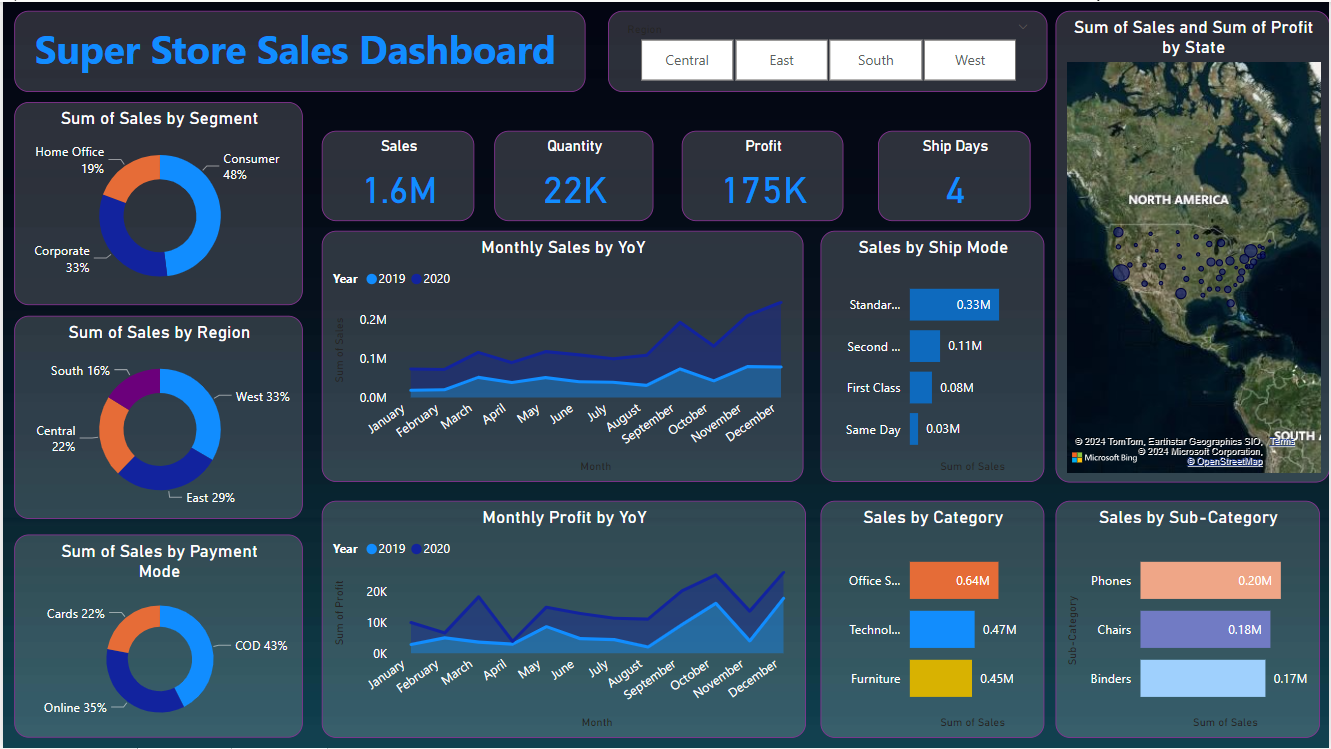 Super Store Sales Dashboard
Region
Central
East
South
West
Sum of Sales and Sum of Profit
by State
NORTH AMERICA
SOUTH A
© 2024 TomTom, Earthstar Geographics SIO,
© 2024 Microsoft Corporation,
© OpenStreetMap
Terms
Microsoft Bing
Sum of Sales by Segment
Home Office
19%
Consumer
48%
Corporate
33%
Sales
1.6M
Quantity
22K
Profit
175K
Ship Days
4
Monthly Sales by YoY
Year
2019
2020
Sum of Sales
0.2M
0.1M
0.0M
January
February
March
April
May
June
July
August
September
October
November
December
Month
Sales by Ship Mode
Standar... 0.33M
Second ... 0.11M
First Class 0.08M
Same Day 0.03M
Sum of Sales
Sum of Sales by Region
South 16%
West 33%
Central
22%
East 29%
Sum of Sales by Payment
Mode
Cards 22%
COD 43%
Online 35%
Monthly Profit by YoY
Year
2019
2020
Sum of Profit
20K
10K
0K
January
February
March
April
May
June
July
August
September
October
November
December
Month
Sales by Category
Office S... 0.64M
Technol... 0.47M
Furniture 0.45M
Sum of Sales
Sales by Sub-Category
Sub-Category
Phones 0.20M
Chairs 0.18M
Binders 0.17M
Sum of Sales